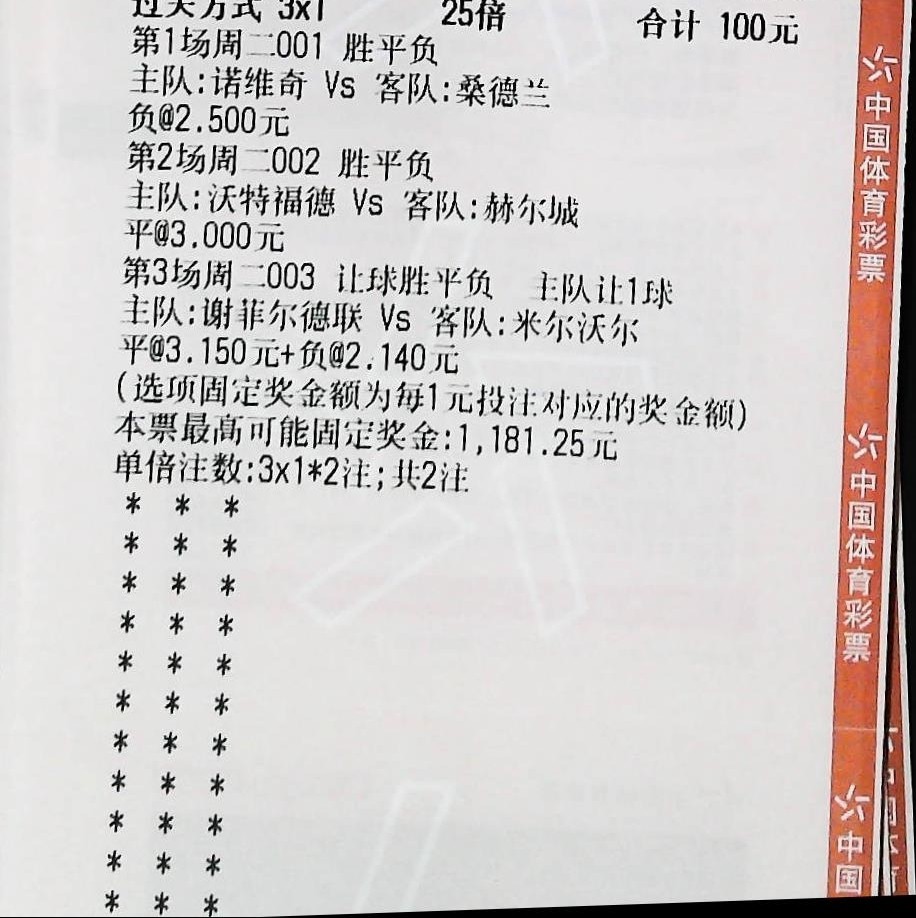 过关方式 3x1 25倍 合计 100元
第1场周二001 胜平负
主队:诺维奇 Vs 客队:桑德兰
负@2.500元
第2场周二002 胜平负
主队:沃特福德 Vs 客队:赫尔城
平@3.000元
第3场周二003 让球胜平负 主队让1球
主队:谢菲尔德联 Vs 客队:米尔沃尔
平@3.150元+负@2.140元
(选项固定奖金额为每1元投注对应的奖金额)
本票最高可能固定奖金:1,181.25元
单倍注数:3x1*2注;共2注
* * *
* * *
* * *
* * *
* * *
* * *
* * *
* * *
* * *
* * *
* * *
中国体育彩票
中国体育彩票
中国